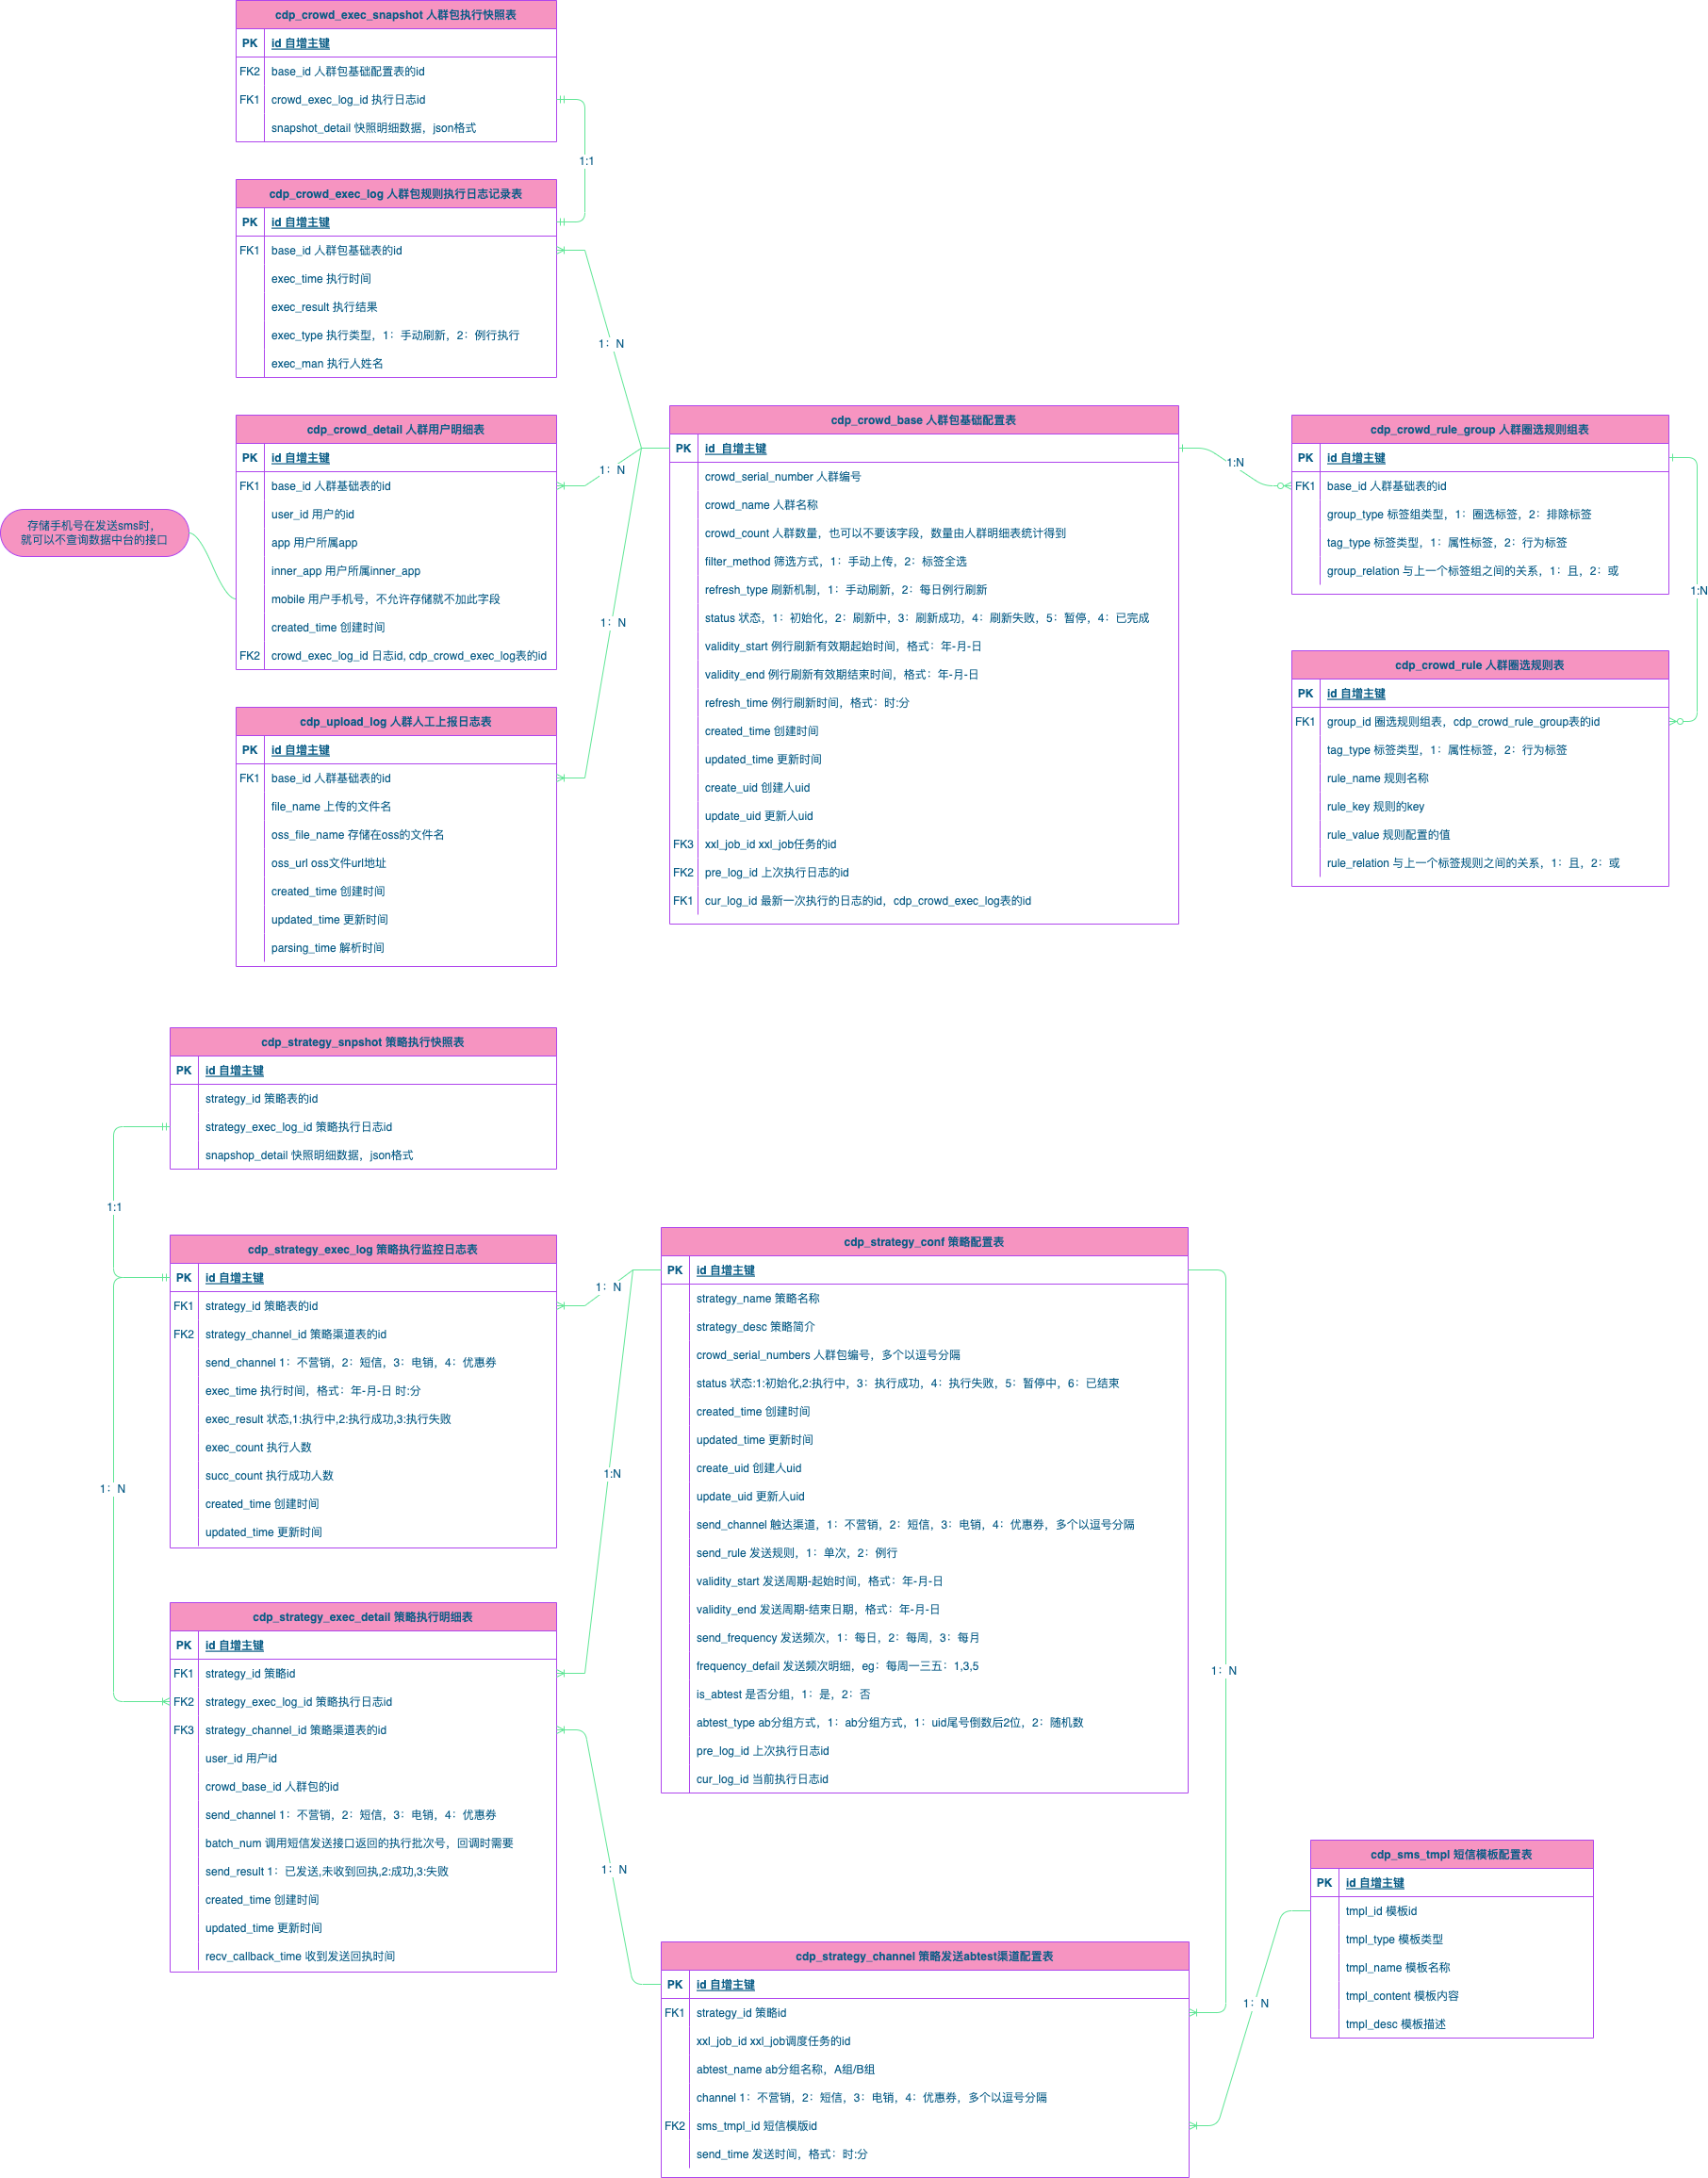 cdp_crowd_exec_snapshot 人群包执行快照表
PK id 自增主键
FK2 base_id 人群包基础配置表的id
FK1 crowd_exec_log_id 执行日志id
snapshot_detail 快照明细数据，json格式
1:1
cdp_crowd_exec_log 人群包规则执行日志记录表
PK id 自增主键
FK1 base_id 人群包基础表的id
exec_time 执行时间
exec_result 执行结果
exec_type 执行类型，1：手动刷新，2：例行执行
exec_man 执行人姓名
1：N
cdp_crowd_detail 人群用户明细表
PK id 自增主键
FK1 base_id 人群基础表的id
user_id 用户的id
app 用户所属app
inner_app 用户所属inner_app
mobile 用户手机号，不允许存储就不加此字段
created_time 创建时间
FK2 crowd_exec_log_id 日志id, cdp_crowd_exec_log表的id
1：N
存储手机号在发送sms时，
就可以不查询数据中台的接口
cdp_upload_log 人群人工上报日志表
PK id 自增主键
FK1 base_id 人群基础表的id
file_name 上传的文件名
oss_file_name 存储在oss的文件名
oss_url oss文件url地址
created_time 创建时间
updated_time 更新时间
parsing_time 解析时间
1：N
cdp_crowd_base 人群包基础配置表
PK id 自增主键
crowd_serial_number 人群编号
crowd_name 人群名称
crowd_count 人群数量，也可以不要该字段，数量由人群明细表统计得到
filter_method 筛选方式，1：手动上传，2：标签全选
refresh_type 刷新机制，1：手动刷新，2：每日例行刷新
status 状态，1：初始化，2：刷新中，3：刷新成功，4：刷新失败，5：暂停，4：已完成
validity_start 例行刷新有效期起始时间，格式：年-月-日
validity_end 例行刷新有效期结束时间，格式：年-月-日
refresh_time 例行刷新时间，格式：时:分
created_time 创建时间
updated_time 更新时间
create_uid 创建人uid
update_uid 更新人uid
FK3 xxl_job_id xxl_job任务的id
FK2 pre_log_id 上次执行日志的id
FK1 cur_log_id 最新一次执行的日志的id，cdp_crowd_exec_log表的id
1:N
cdp_crowd_rule_group 人群圈选规则组表
PK id 自增主键
FK1 base_id 人群基础表的id
group_type 标签组类型，1：圈选标签，2：排除标签
tag_type 标签类型，1：属性标签，2：行为标签
group_relation 与上一个标签组之间的关系，1：且，2：或
1:N
cdp_crowd_rule 人群圈选规则表
PK id 自增主键
FK1 group_id 圈选规则组表，cdp_crowd_rule_group表的id
tag_type 标签类型，1：属性标签，2：行为标签
rule_name 规则名称
rule_key 规则的key
rule_value 规则配置的值
rule_relation 与上一个标签规则之间的关系，1：且，2：或
cdp_strategy_snpshot 策略执行快照表
PK id 自增主键
strategy_id 策略表的id
strategy_exec_log_id 策略执行日志id
snapshop_detail 快照明细数据，json格式
1:1
cdp_strategy_exec_log 策略执行监控日志表
PK id 自增主键
FK1 strategy_id 策略表的id
FK2 strategy_channel_id 策略渠道表的id
send_channel 1：不营销，2：短信，3：电销，4：优惠券
exec_time 执行时间，格式：年-月-日 时:分
exec_result 状态,1:执行中,2:执行成功,3:执行失败
exec_count 执行人数
succ_count 执行成功人数
created_time 创建时间
updated_time 更新时间
1：N
1：N
1:N
cdp_strategy_exec_detail 策略执行明细表
PK id 自增主键
FK1 strategy_id 策略id
FK2 strategy_exec_log_id 策略执行日志id
FK3 strategy_channel_id 策略渠道表的id
user_id 用户id
crowd_base_id 人群包的id
send_channel 1：不营销，2：短信，3：电销，4：优惠券
batch_num 调用短信发送接口返回的执行批次号，回调时需要
send_result 1：已发送,未收到回执,2:成功,3:失败
created_time 创建时间
updated_time 更新时间
recv_callback_time 收到发送回执时间
1：N
cdp_strategy_conf 策略配置表
PK id 自增主键
strategy_name 策略名称
strategy_desc 策略简介
crowd_serial_numbers 人群包编号，多个以逗号分隔
status 状态:1:初始化,2:执行中，3：执行成功，4：执行失败，5：暂停中，6：已结束
created_time 创建时间
updated_time 更新时间
create_uid 创建人uid
update_uid 更新人uid
send_channel 触达渠道，1：不营销，2：短信，3：电销，4：优惠券，多个以逗号分隔
send_rule 发送规则，1：单次，2：例行
validity_start 发送周期-起始时间，格式：年-月-日
validity_end 发送周期-结束日期，格式：年-月-日
send_frequency 发送频次，1：每日，2：每周，3：每月
frequency_defail 发送频次明细，eg：每周一三五：1,3,5
is_abtest 是否分组，1：是，2：否
abtest_type ab分组方式，1：ab分组方式，1：uid尾号倒数后2位，2：随机数
pre_log_id 上次执行日志id
cur_log_id 当前执行日志id
1：N
cdp_strategy_channel 策略发送abtest渠道配置表
PK id 自增主键
FK1 strategy_id 策略id
xxl_job_id xxl_job调度任务的id
abtest_name ab分组名称，A组/B组
channel 1：不营销，2：短信，3：电销，4：优惠券，多个以逗号分隔
FK2 sms_tmpl_id 短信模版id
send_time 发送时间，格式：时:分
1：N
cdp_sms_tmpl 短信模板配置表
PK id 自增主键
tmpl_id 模板id
tmpl_type 模板类型
tmpl_name 模板名称
tmpl_content 模板内容
tmpl_desc 模板描述